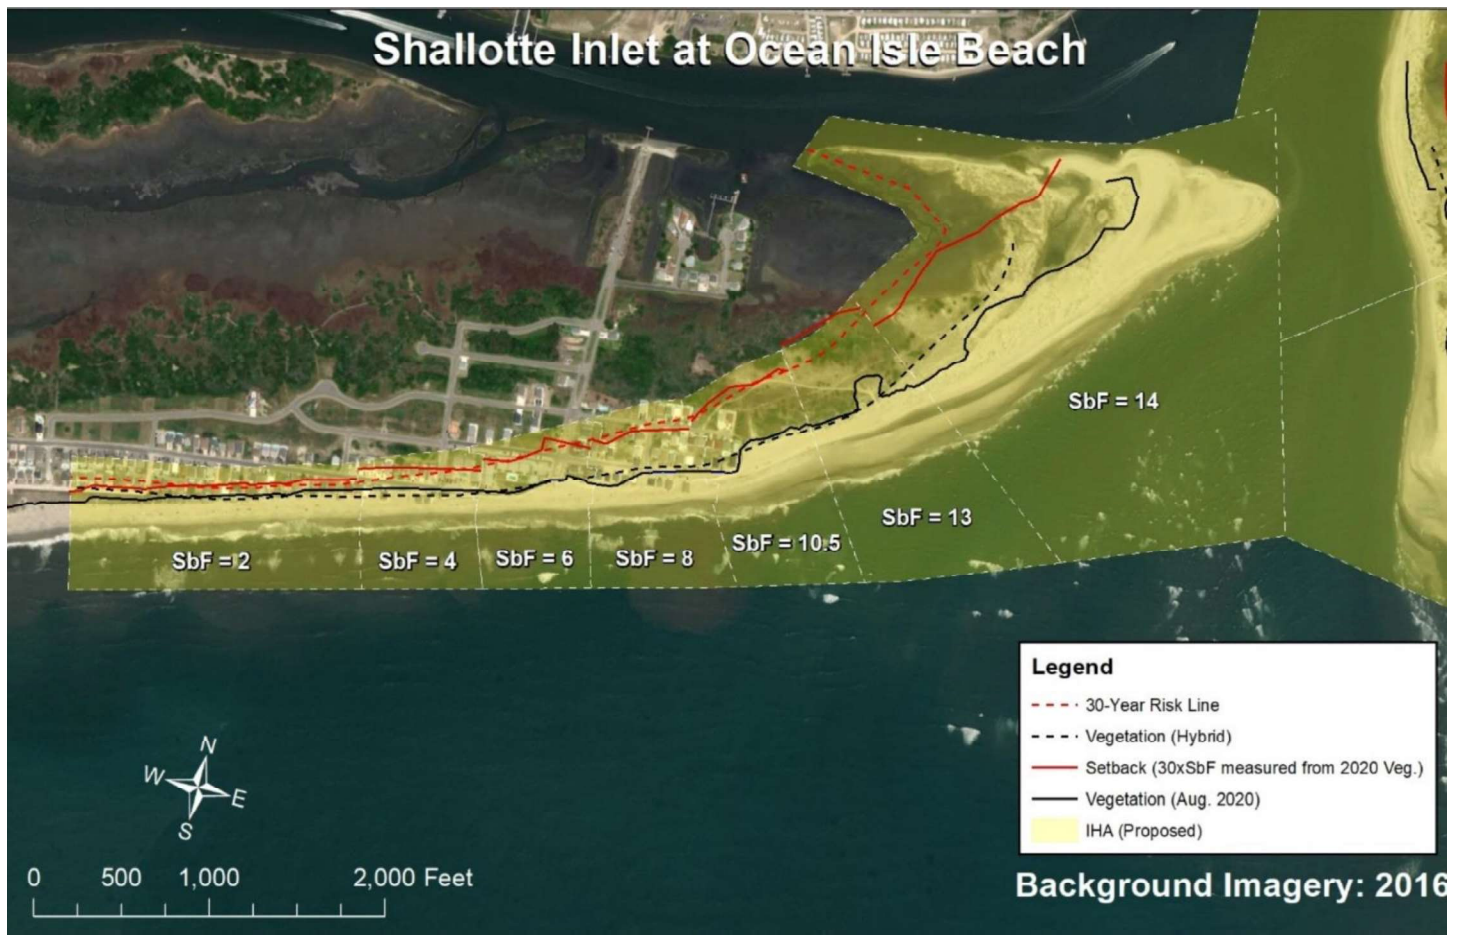 Shallotte Inlet at Ocean Isle Beach
SbF = 14
SbF = 13
SbF = 10.5
SbF = 8
SbF = 6
SbF = 4
SbF = 2
Legend
30-Year Risk Line
Vegetation (Hybrid)
Setback (30xSbF measured from 2020 Veg.)
Vegetation (Aug. 2020)
IHA (Proposed)
N
W
E
S
0 500 1,000 2,000 Feet
Background Imagery: 2016